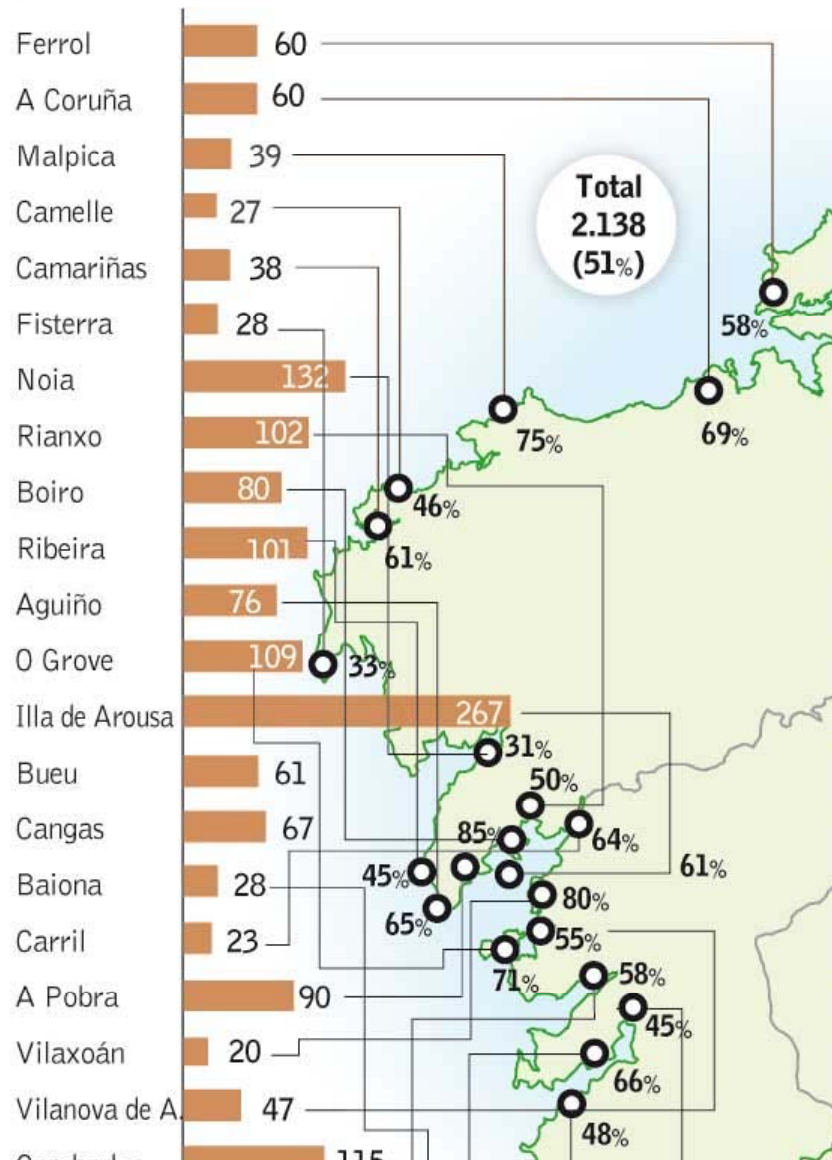 Ferrol 60
A Coruña 60
Malpica 39
Total
2.138
(51%)
Camelle 27
Camariñas 38
Fisterra 28
58%
Noia 132
Rianxo 102
75%
69%
Boiro 80
46%
Ribeira 101
61%
Aguiño 76
O Grove 109
33%
Illa de Arousa 267
31%
Bueu 61
50%
Cangas 67
85%
64%
Baiona 28
45%
61%
80%
65%
Carril 23
55%
71%
58%
A Pobra 90
45%
Vilaxoán 20
66%
Vilanova de A. 47
48%
115